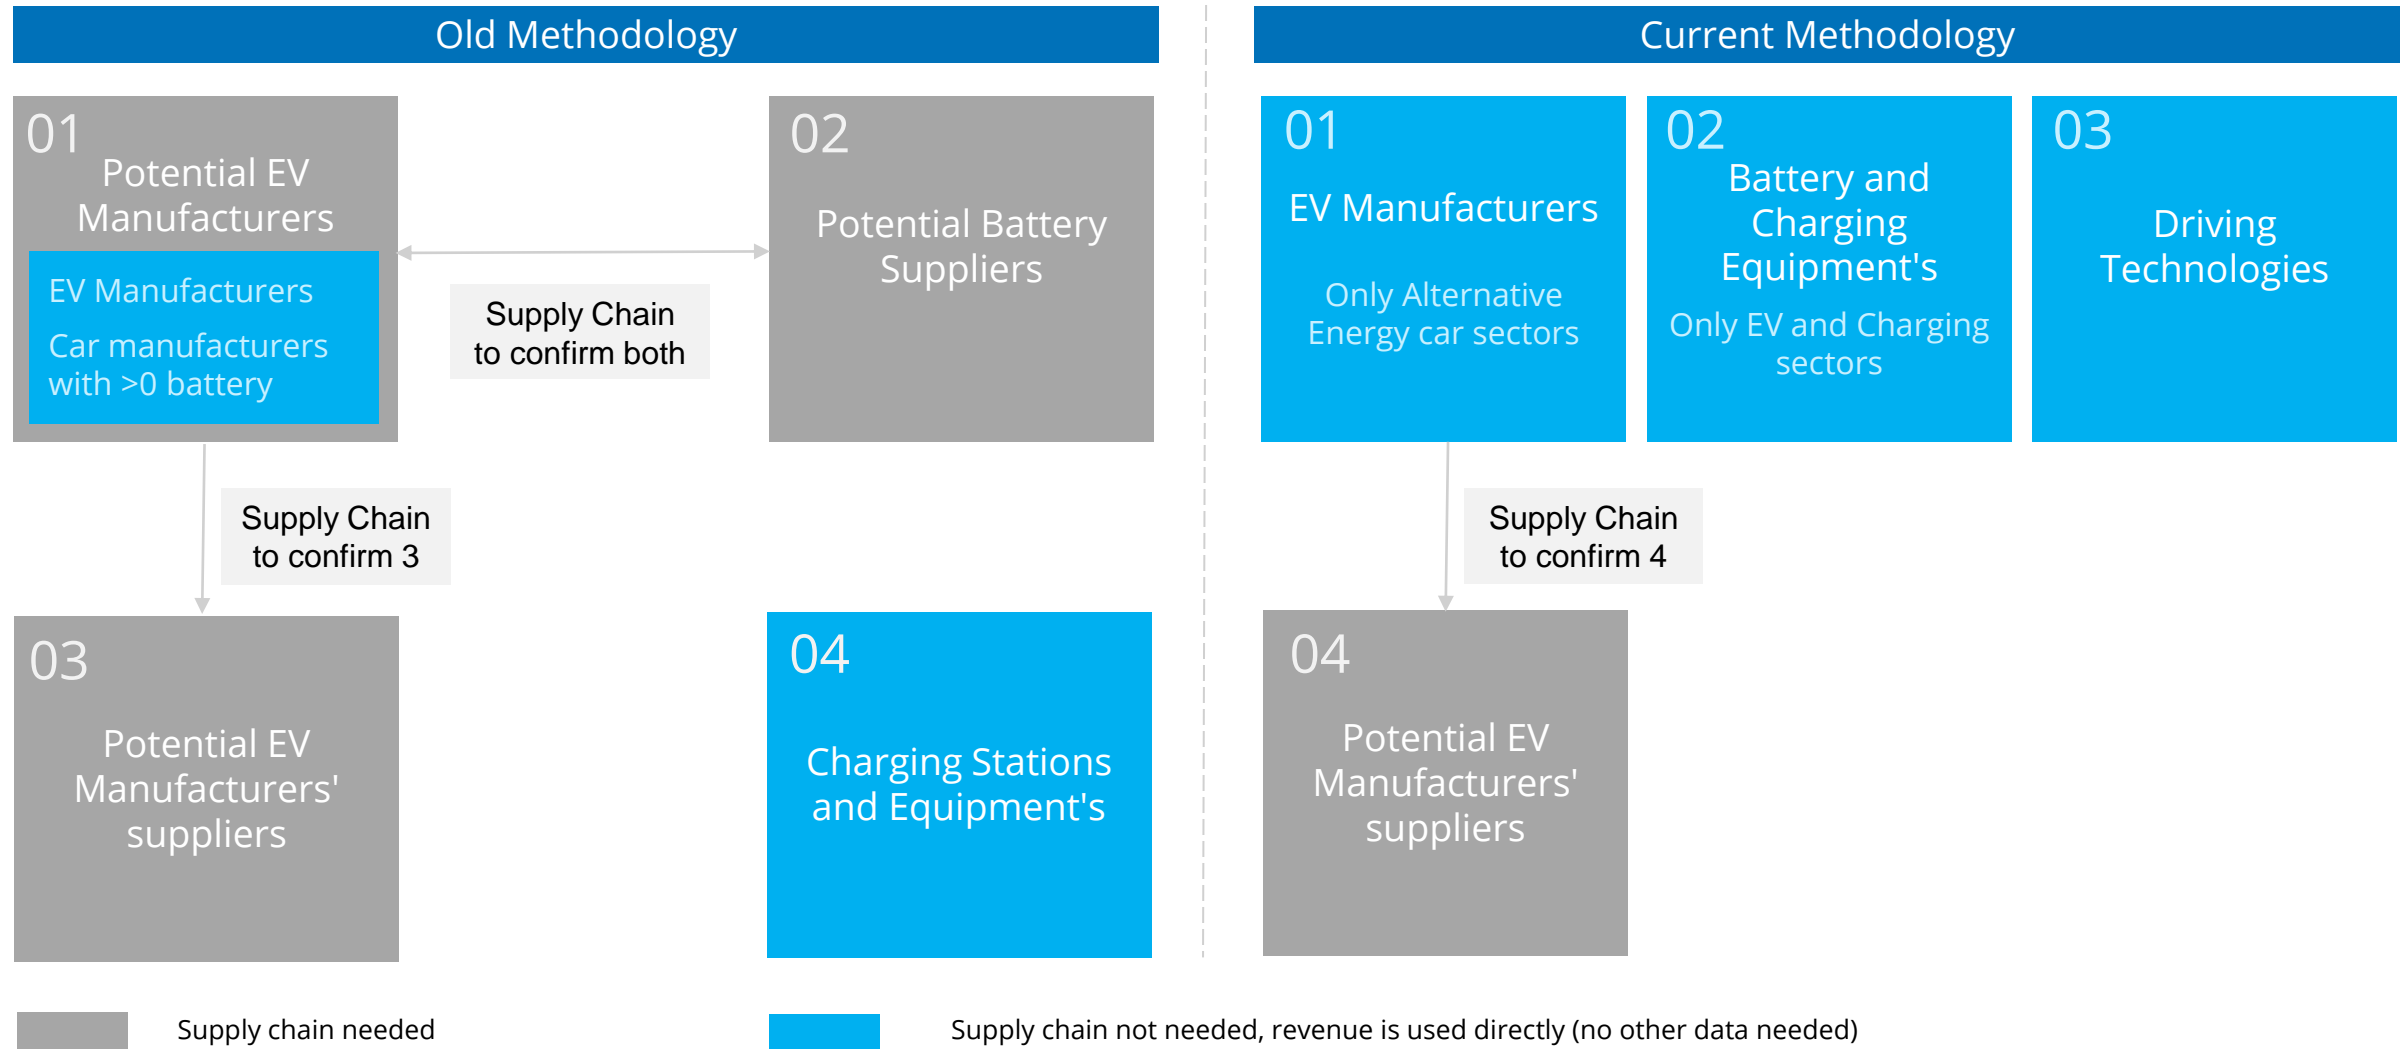 Old Methodology
Current Methodology
01
Potential EV
Manufacturers
EV Manufacturers
Car manufacturers
with >0 battery
Supply Chain
to confirm both
02
Potential Battery
Suppliers
Supply Chain
to confirm 3
03
Potential EV
Manufacturers'
suppliers
04
Charging Stations
and Equipment's
01
EV Manufacturers
Only Alternative
Energy car sectors
02
Battery and
Charging
Equipment's
Only EV and Charging
sectors
03
Driving
Technologies
Supply Chain
to confirm 4
04
Potential EV
Manufacturers'
suppliers
Supply chain needed
Supply chain not needed, revenue is used directly (no other data needed)